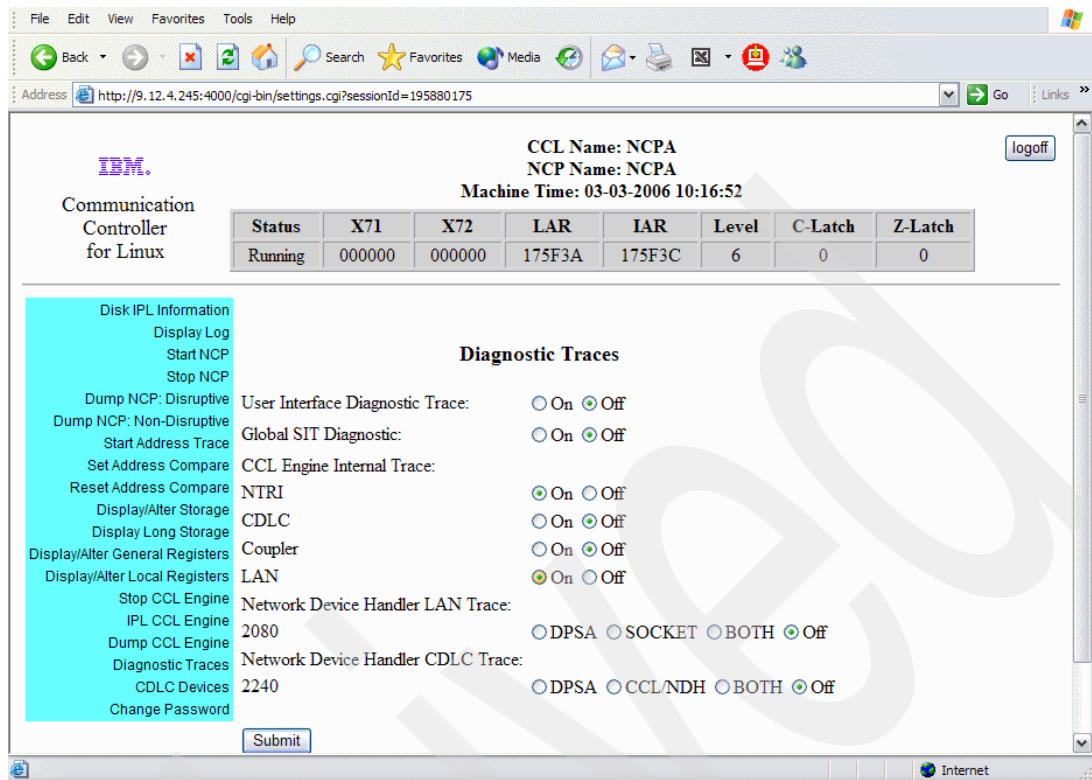 File Edit View Favorites Tools Help
Back Search Favorites Media
Address http://9.12.4.245:4000/cgi-bin/settings.cgi?sessionId=195880175 Go Links »
IBM.
Communication
Controller
for Linux
CCL Name: NCPA
NCP Name: NCPA
Machine Time: 03-03-2006 10:16:52
logoff
Status X71 X72 LAR IAR Level C-Latch Z-Latch
Running 000000 000000 175F3A 175F3C 6 0 0
Disk IPL Information
Display Log
Start NCP
Stop NCP
Dump NCP: Disruptive
Dump NCP: Non-Disruptive
Start Address Trace
Set Address Compare
Reset Address Compare
Display/Alter Storage
Display Long Storage
Display/Alter General Registers
Display/Alter Local Registers
Stop CCL Engine
IPL CCL Engine
Dump CCL Engine
Diagnostic Traces
CDLC Devices
Change Password
Diagnostic Traces
User Interface Diagnostic Trace: On Off
Global SIT Diagnostic: On Off
CCL Engine Internal Trace:
NTRI On Off
CDLC On Off
Coupler On Off
LAN On Off
Network Device Handler LAN Trace:
2080 DPSA SOCKET BOTH Off
Network Device Handler CDLC Trace:
2240 DPSA CCL/NDH BOTH Off
Submit
Internet